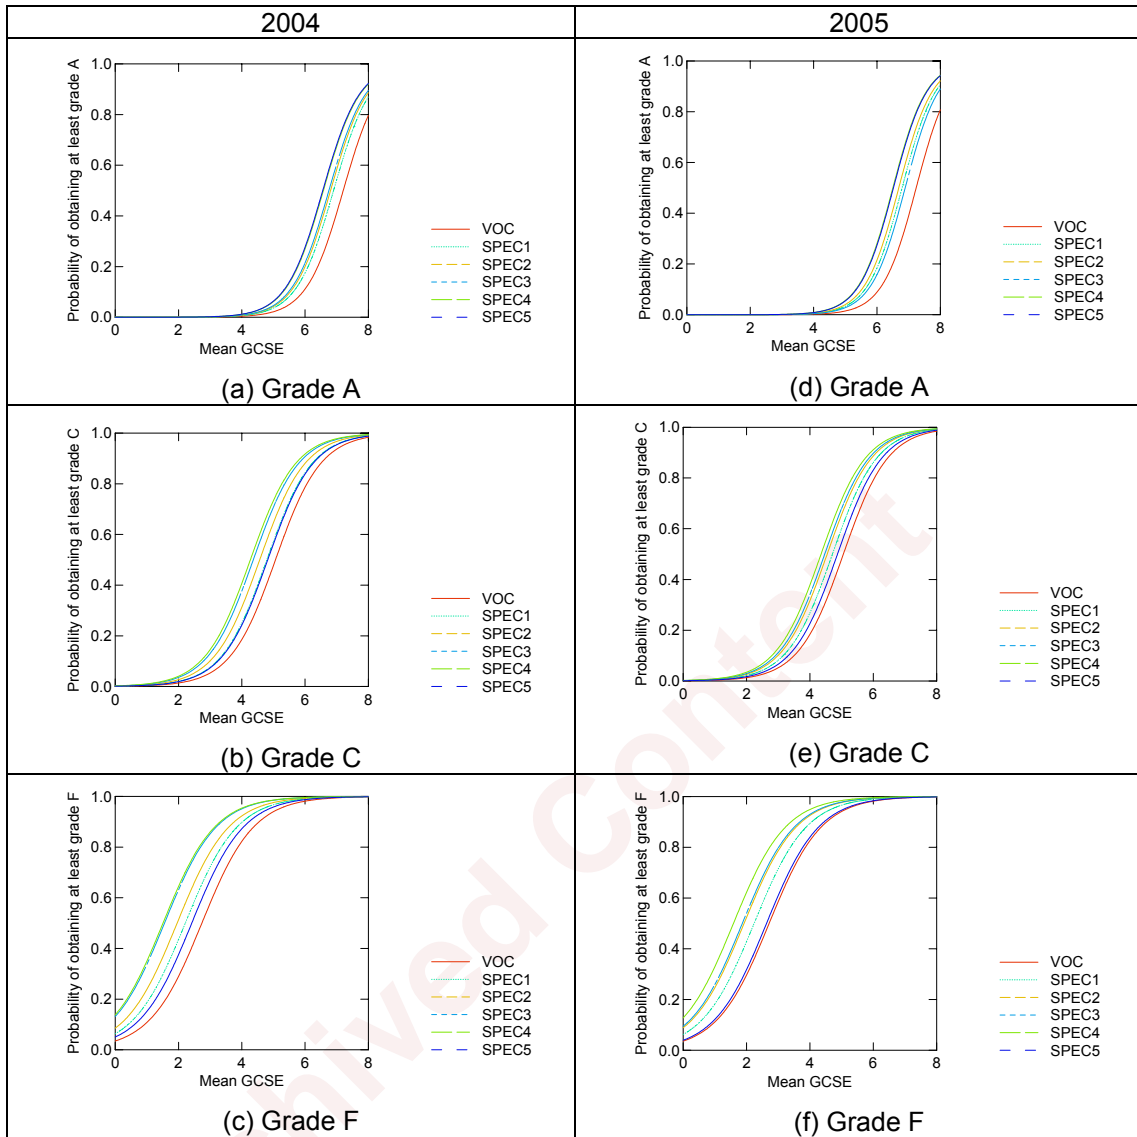 2004
2005
Probability of obtaining at least grade A
1.0
0.8
0.6
0.4
0.2
0.0
0 2 4 6 8
Mean GCSE
VOC
SPEC1
SPEC2
SPEC3
SPEC4
SPEC5
(a) Grade A
Probability of obtaining at least grade A
1.0
0.8
0.6
0.4
0.2
0.0
0 2 4 6 8
Mean GCSE
VOC
SPEC1
SPEC2
SPEC3
SPEC4
SPEC5
(d) Grade A
Probability of obtaining at least grade C
1.0
0.8
0.6
0.4
0.2
0.0
0 2 4 6 8
Mean GCSE
VOC
SPEC1
SPEC2
SPEC3
SPEC4
SPEC5
(b) Grade C
Probability of obtaining at least grade C
1.0
0.8
0.6
0.4
0.2
0.0
0 2 4 6 8
Mean GCSE
VOC
SPEC1
SPEC2
SPEC3
SPEC4
SPEC5
(e) Grade C
Probability of obtaining at least grade F
1.0
0.8
0.6
0.4
0.2
0.0
0 2 4 6 8
Mean GCSE
VOC
SPEC1
SPEC2
SPEC3
SPEC4
SPEC5
(c) Grade F
Probability of obtaining at least grade F
1.0
0.8
0.6
0.4
0.2
0.0
0 2 4 6 8
Mean GCSE
VOC
SPEC1
SPEC2
SPEC3
SPEC4
SPEC5
(f) Grade F
hived Content